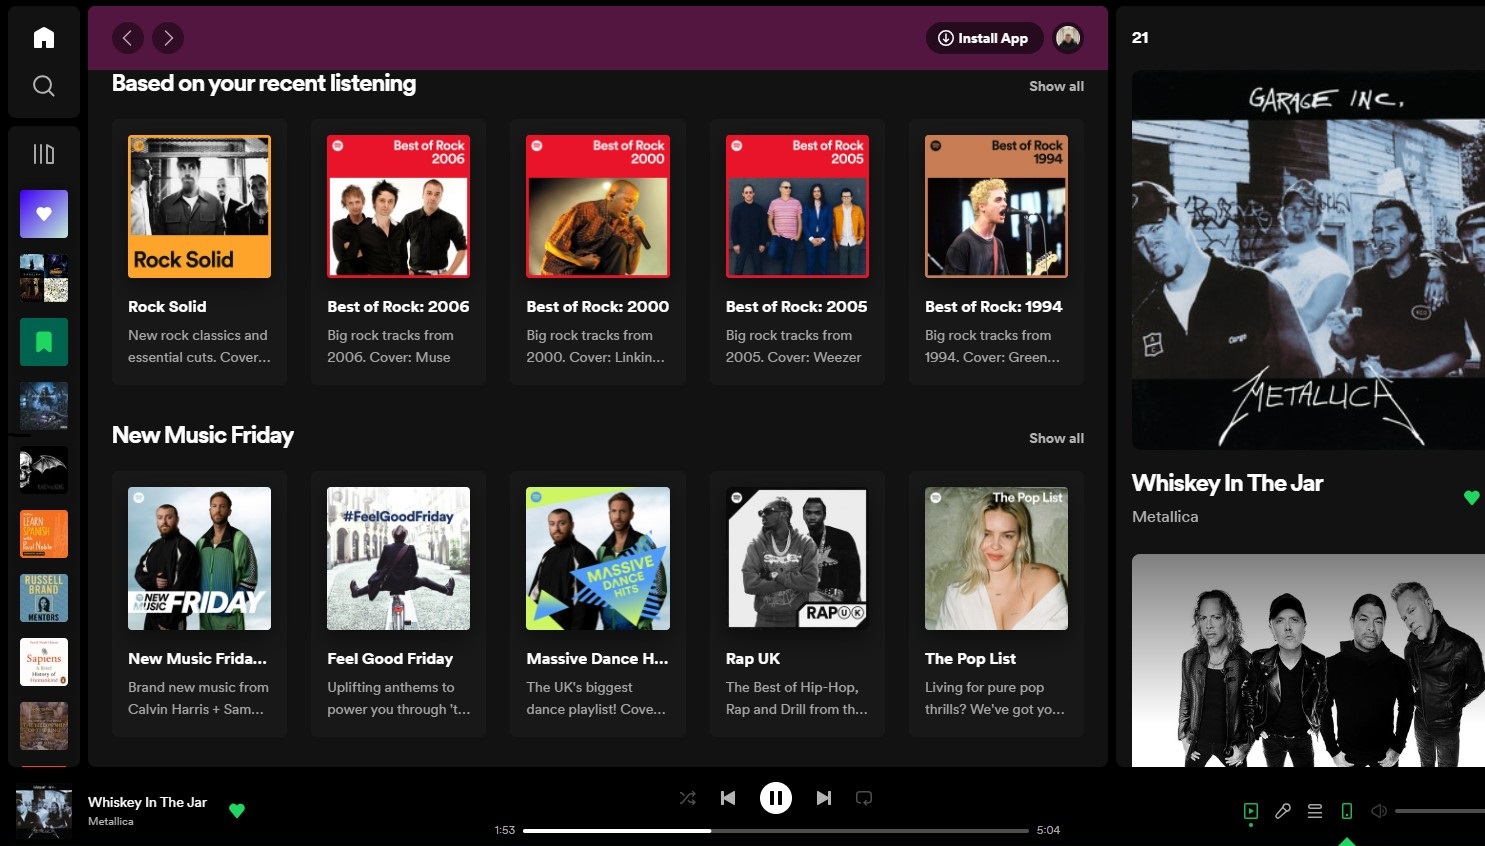 Install App
Based on your recent listening
Show all
Rock Solid
Best of Rock
2006
Best of Rock
2000
Best of Rock
2005
Best of Rock
1994
Rock Solid
New rock classics and
essential cuts. Cover...
Best of Rock: 2006
Big rock tracks from
2006. Cover: Muse
Best of Rock: 2000
Big rock tracks from
2000. Cover: Linkin...
Best of Rock: 2005
Big rock tracks from
2005. Cover: Weezer
Best of Rock: 1994
Big rock tracks from
1994. Cover: Green...
New Music Friday
Show all
NEW
MUSIC FRIDAY
#FeelGoodFriday
MASSIVE
DANCE
HITS
RAP UK
The Pop List
New Music Frida...
Brand new music from
Calvin Harris + Sam...
Feel Good Friday
Uplifting anthems to
power you through 't...
Massive Dance H...
The UK's biggest
dance playlist! Cove...
Rap UK
The Best of Hip-Hop,
Rap and Drill from th...
The Pop List
Living for pure pop
thrills? We've got yo...
LEARN
SPANISH
with
Paul Noble
RUSSELL
BRAND
MENTORS
Sapiens
A Brief
History of
Humankind
21
GARAGE INC.
METALLICA
Whiskey In The Jar
Metallica
Whiskey In The Jar
Metallica
1:53
5:04